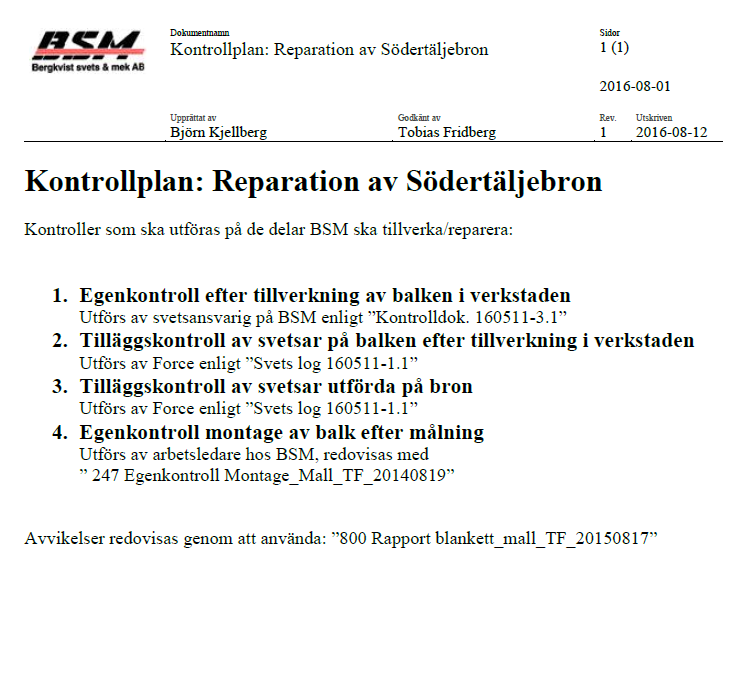 BSM
Bergkvist svets & mek AB
Dokumentnamn
Kontrollplan: Reparation av Södertäljebron
Sidor
1 (1)
2016-08-01
Upprättat av
Björn Kjellberg
Godkänt av
Tobias Fridberg
Rev.
1
Utskriven
2016-08-12
Kontrollplan: Reparation av Södertäljebron
Kontroller som ska utföras på de delar BSM ska tillverka/reparera:
1. Egenkontroll efter tillverkning av balken i verkstaden
Utförs av svetsansvarig på BSM enligt ”Kontrolldok. 160511-3.1”
2. Tilläggskontroll av svetsar på balken efter tillverkning i verkstaden
Utförs av Force enligt ”Svets log 160511-1.1”
3. Tilläggskontroll av svetsar utförda på bron
Utförs av Force enligt ”Svets log 160511-1.1”
4. Egenkontroll montage av balk efter målning
Utförs av arbetsledare hos BSM, redovisas med
” 247 Egenkontroll Montage_Mall_TF_20140819”
Avvikelser redovisas genom att använda: ”800 Rapport blankett_mall_TF_20150817”